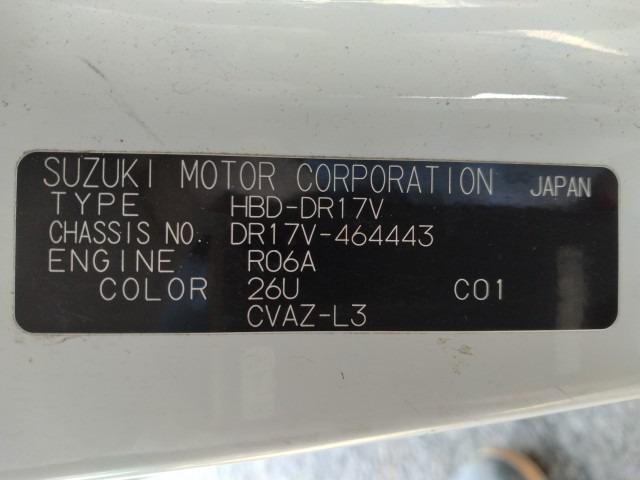 SUZUKI MOTOR CORPORATION JAPAN
TYPE HBD-DR17V
CHASSIS NO. DR17V-464443
ENGINE R06A
COLOR 26U C01
CVAZ-L3